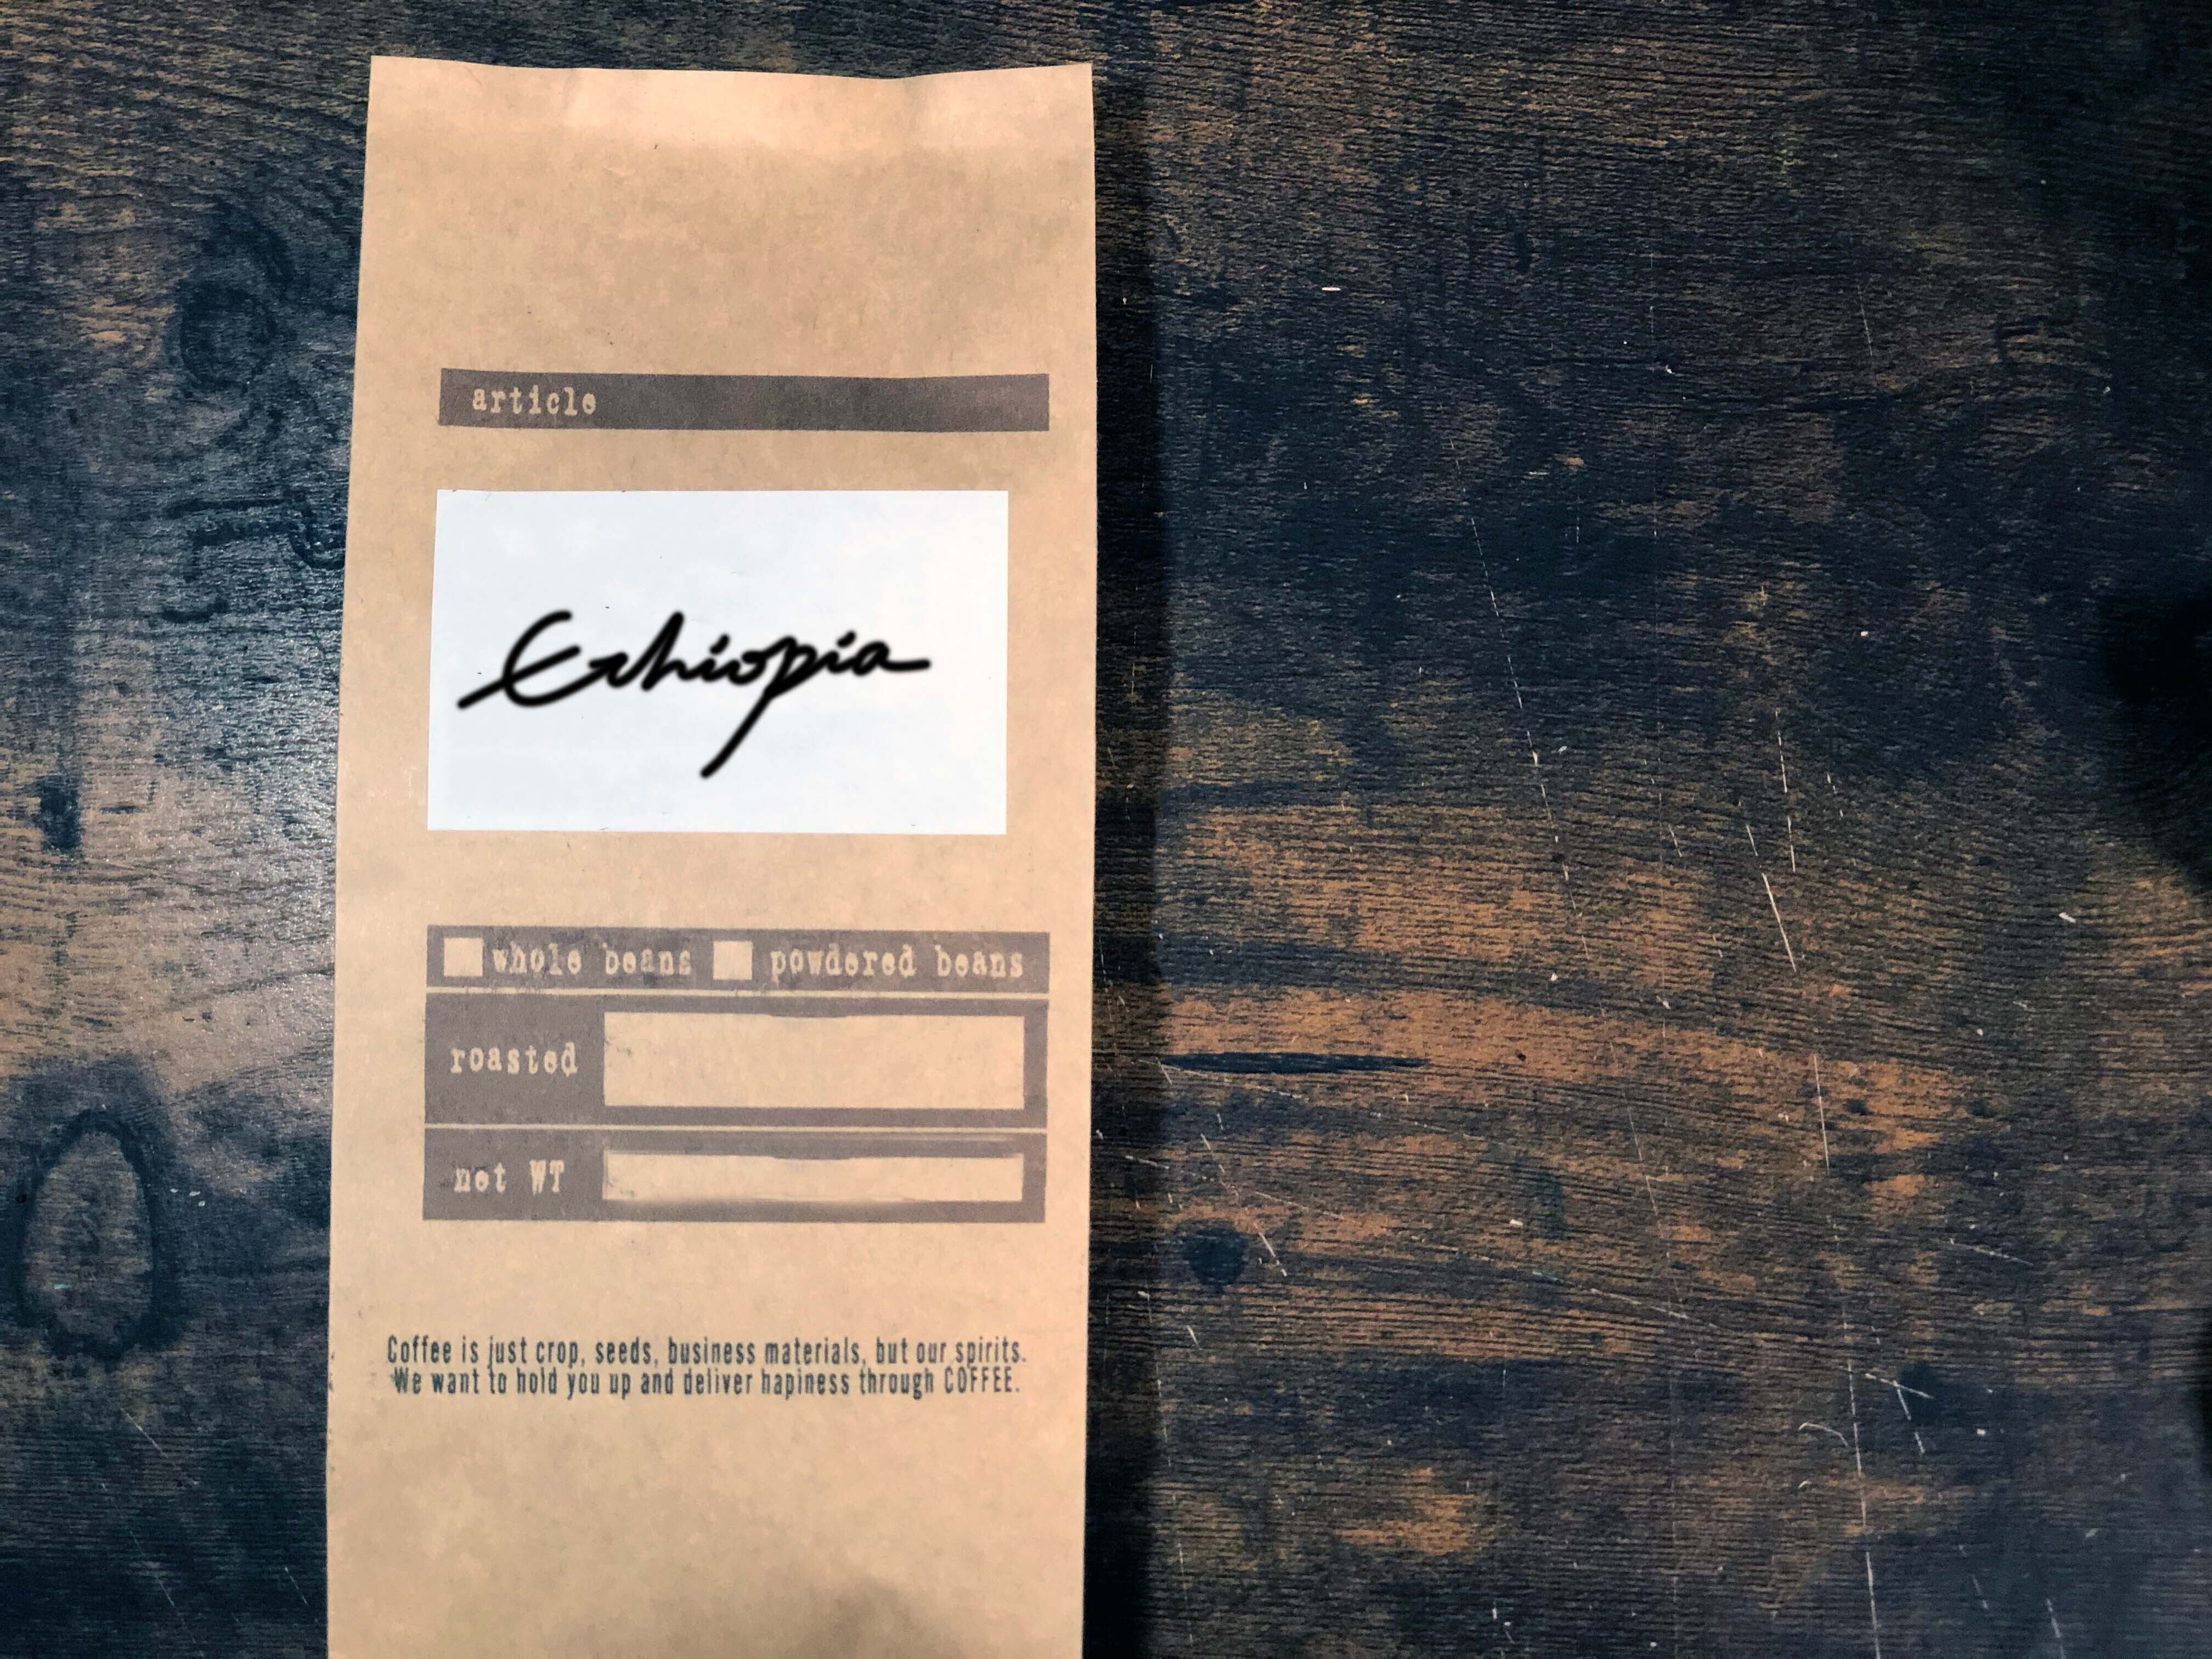 article
Ethiopia
whole beans powdered beans
roasted
net WT
Coffee is just crop, seeds, business materials, but our spirits.
We want to hold you up and deliver hapiness through COFFEE.